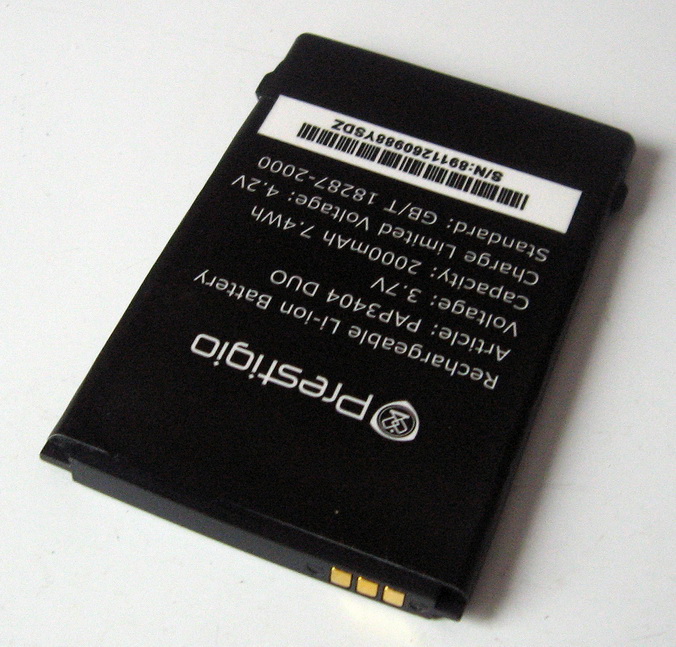 Prestigio
Rechargeable Li-ion Battery
Article: PAP3404 DUO
Voltage: 3.7V
Capacity: 2000mAh 7.4Wh
Charge Limited Voltage: 4.2V
Standard: GB/T 18287-2000
S/N:8911260988YSDZ